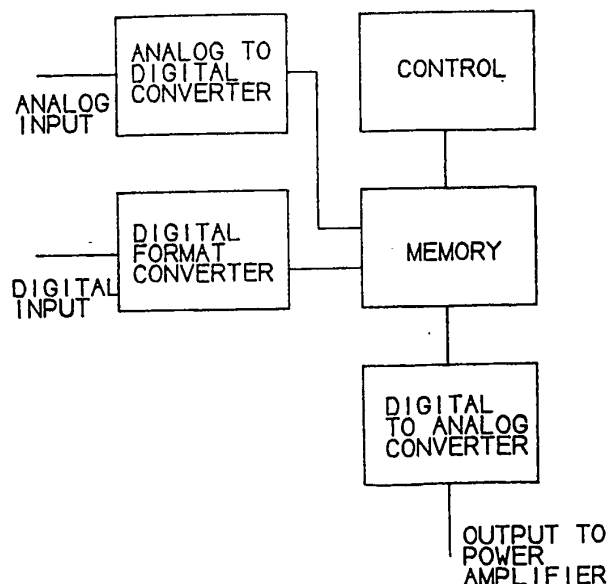 ANALOG TO
DIGITAL
CONVERTER
CONTROL
ANALOG
INPUT
DIGITAL
FORMAT
CONVERTER
MEMORY
DIGITAL
INPUT
DIGITAL
TO ANALOG
CONVERTER
OUTPUT TO
POWER
AMPLIFIER